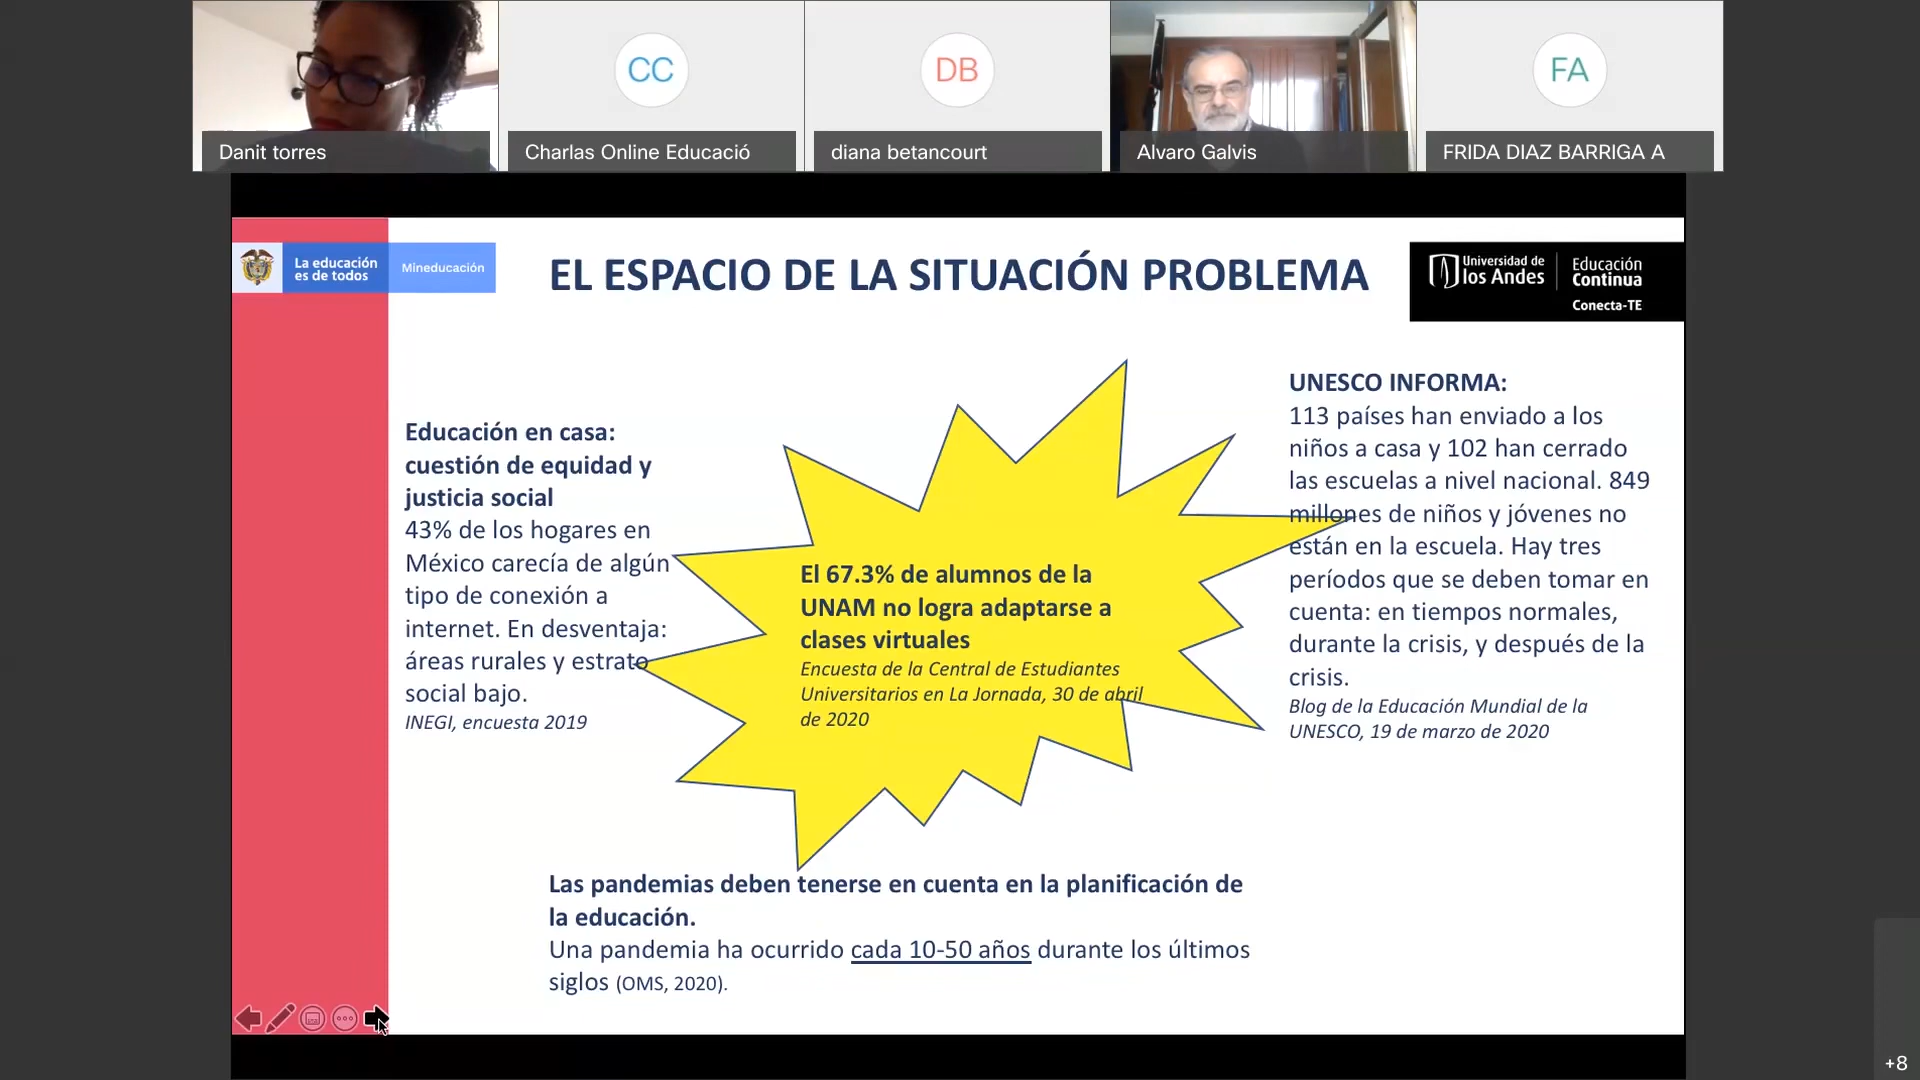 CC
DB
FA
Danit torres
Charlas Online Educació
diana betancourt
Alvaro Galvis
FRIDA DIAZ BARRIGA A
La educación
es de todos
Mineducación
EL ESPACIO DE LA SITUACIÓN PROBLEMA
Universidad de
los Andes
Educación
Continua
Conecta-TE
Educación en casa:
cuestión de equidad y
justicia social
43% de los hogares en
México carecía de algún
tipo de conexión a
internet. En desventaja:
áreas rurales y estrato
social bajo.
INEGI, encuesta 2019
El 67.3% de alumnos de la
UNAM no logra adaptarse a
clases virtuales
Encuesta de la Central de Estudiantes
Universitarios en La Jornada, 30 de abril
de 2020
UNESCO INFORMA:
113 países han enviado a los
niños a casa y 102 han cerrado
las escuelas a nivel nacional. 849
millones de niños y jóvenes no
están en la escuela. Hay tres
períodos que se deben tomar en
cuenta: en tiempos normales,
durante la crisis, y después de la
crisis.
Blog de la Educación Mundial de la
UNESCO, 19 de marzo de 2020
Las pandemias deben tenerse en cuenta en la planificación de
la educación.
Una pandemia ha ocurrido cada 10-50 años durante los últimos
siglos (OMS, 2020).
+8